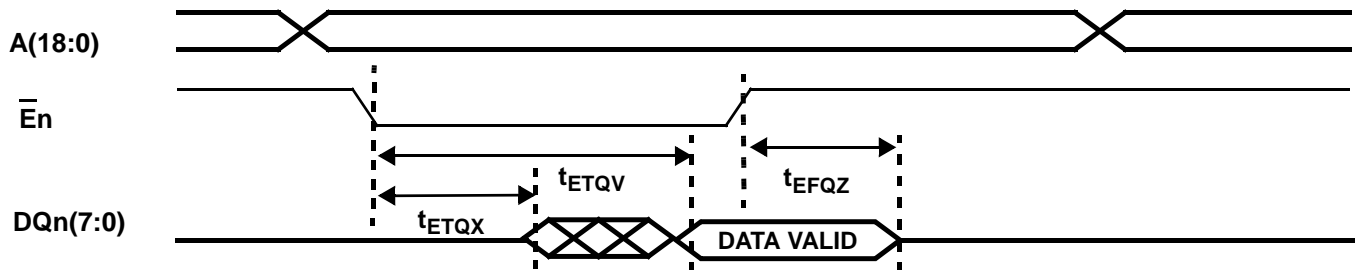 A(18:0)
En
tETQV
tEFQZ
tETQX
DQn(7:0)
DATA VALID